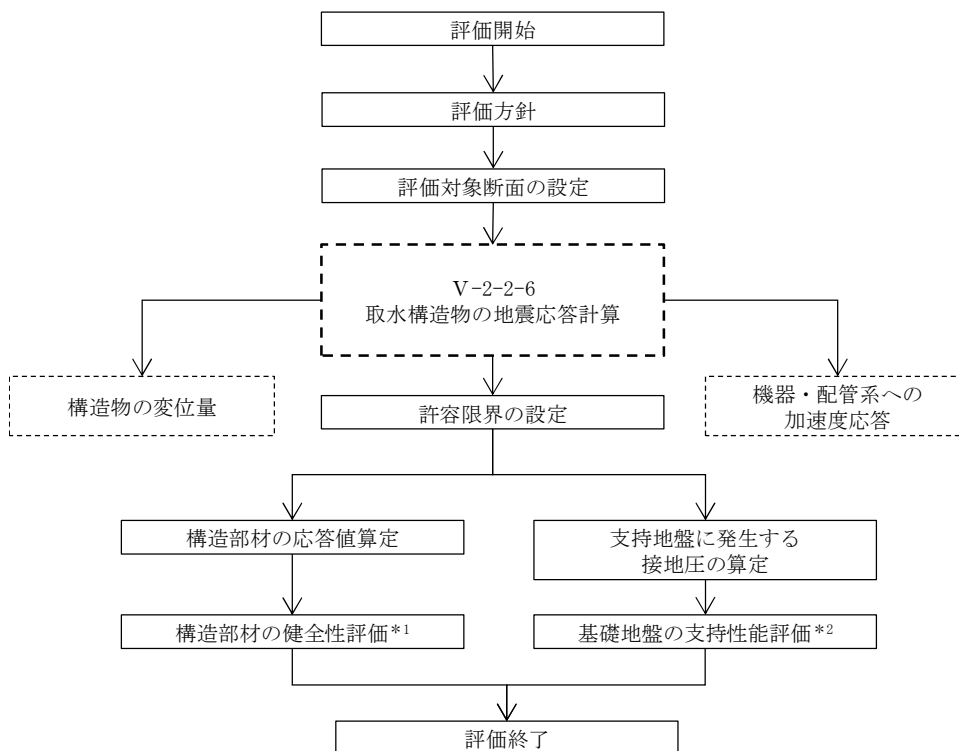 評価開始
評価方針
評価対象断面の設定
Ⅴ-2-2-6
取水構造物の地震応答計算
構造物の変位量
機器・配管系への
加速度応答
許容限界の設定
構造部材の応答値算定
支持地盤に発生する
接地圧の算定
構造部材の健全性評価*1
基礎地盤の支持性能評価*2
評価終了